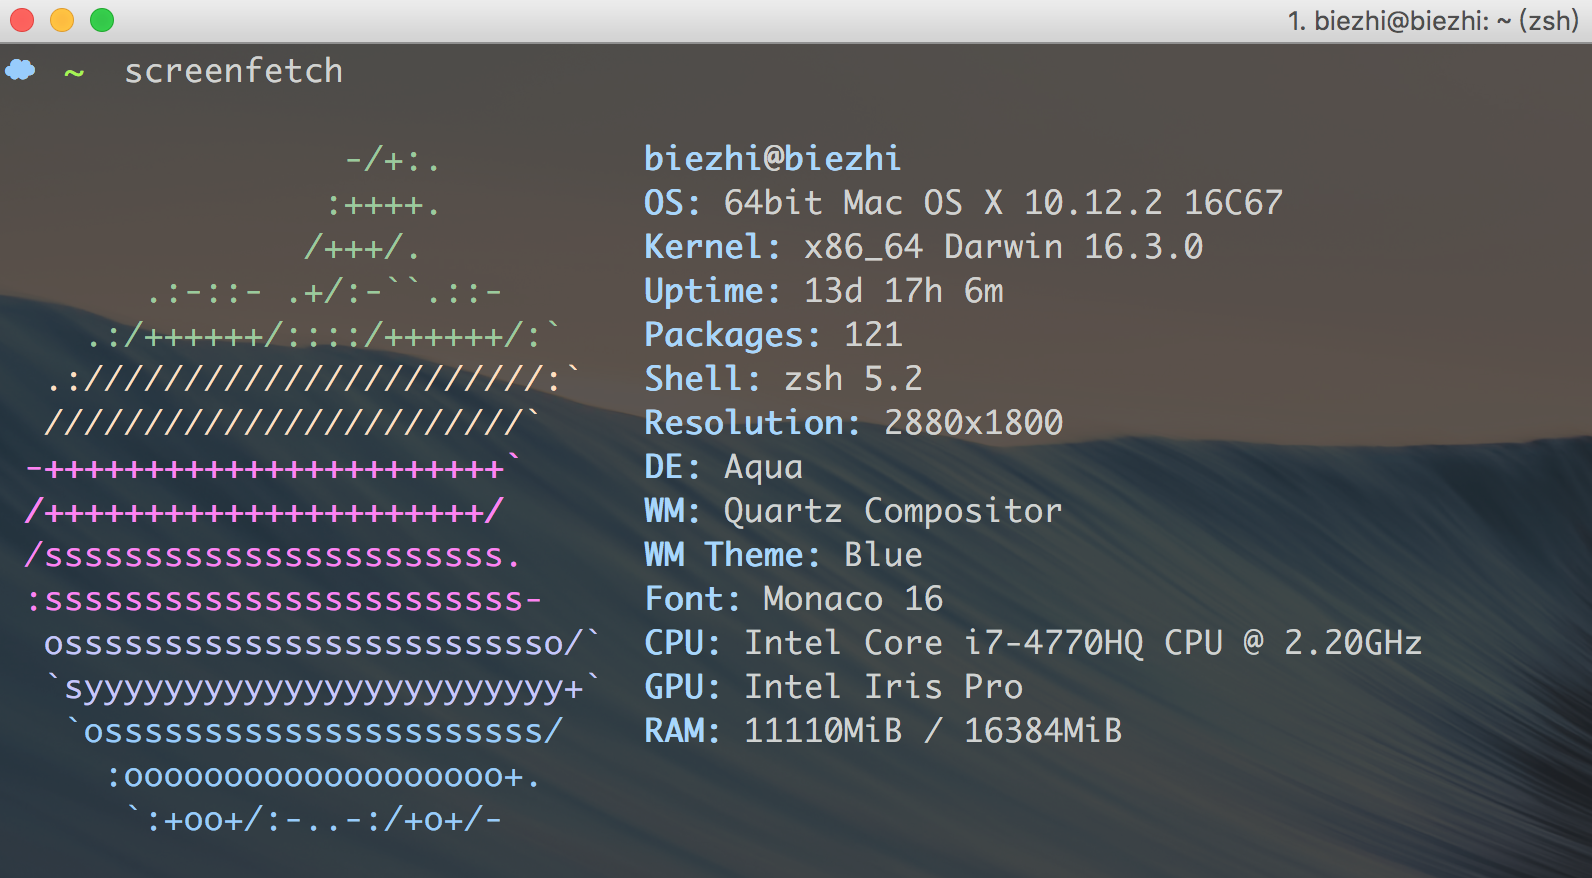 1. biezhi@biezhi: ~ (zsh)
~ screenfetch
-/+:. biezhi@biezhi
:++++. OS: 64bit Mac OS X 10.12.2 16C67
/+++/. Kernel: x86_64 Darwin 16.3.0
.:-::- .+/:-``.::- Uptime: 13d 17h 6m
.:/++++++/::::/++++++/:` Packages: 121
.:///////////////////////:` Shell: zsh 5.2
////////////////////////` Resolution: 2880x1800
-+++++++++++++++++++++++` DE: Aqua
/++++++++++++++++++++++/ WM: Quartz Compositor
/sssssssssssssssssssssss. WM Theme: Blue
:ssssssssssssssssssssssss- Font: Monaco 16
osssssssssssssssssssssssso/` CPU: Intel Core i7-4770HQ CPU @ 2.20GHz
`syyyyyyyyyyyyyyyyyyyyyyyy+` GPU: Intel Iris Pro
`ossssssssssssssssssssss/ RAM: 11110MiB / 16384MiB
:ooooooooooooooooooo+.
`:+oo+/:-..-:/+o+/-